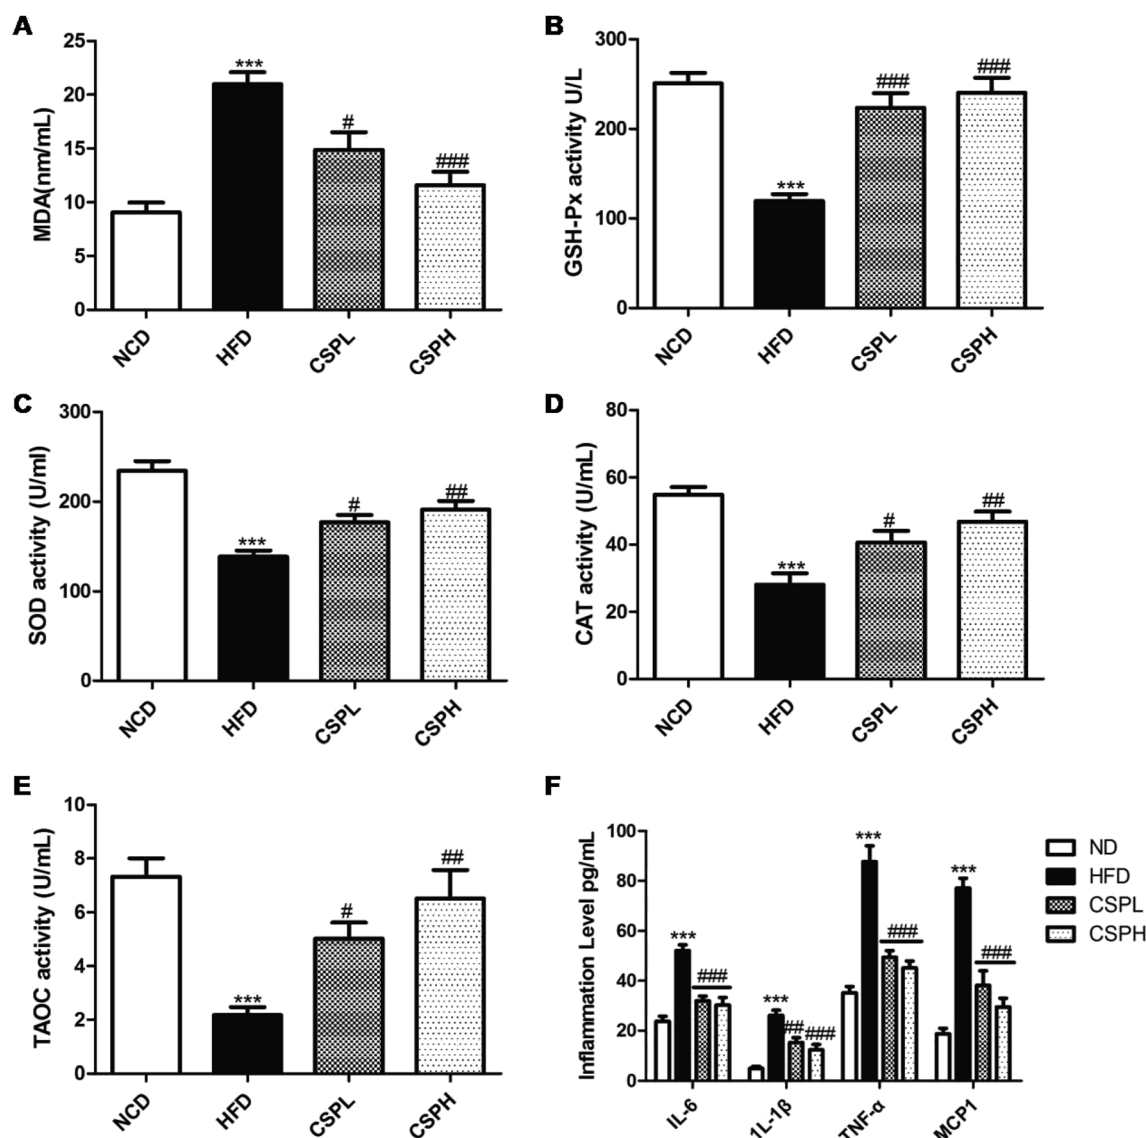 A
B
MDA(nm/mL)
25
20
15
10
5
0
***
#
###
NCD
HFD
CSPL
CSPH
GSH-Px activity U/L
300
200
100
0
***
###
###
NCD
HFD
CSPL
CSPH
C
D
SOD activity (U/ml)
300
200
100
0
***
#
##
NCD
HFD
CSPL
CSPH
CAT activity (U/mL)
80
60
40
20
0
***
#
##
NCD
HFD
CSPL
CSPH
E
F
TAOC activity (U/mL)
10
8
6
4
2
0
***
#
##
NCD
HFD
CSPL
CSPH
Inflammation Level pg/mL
100
80
60
40
20
0
***
###
***
##
###
***
###
***
###
IL-6
1L-1β
TNF-α
MCP1
ND
HFD
CSPL
CSPH